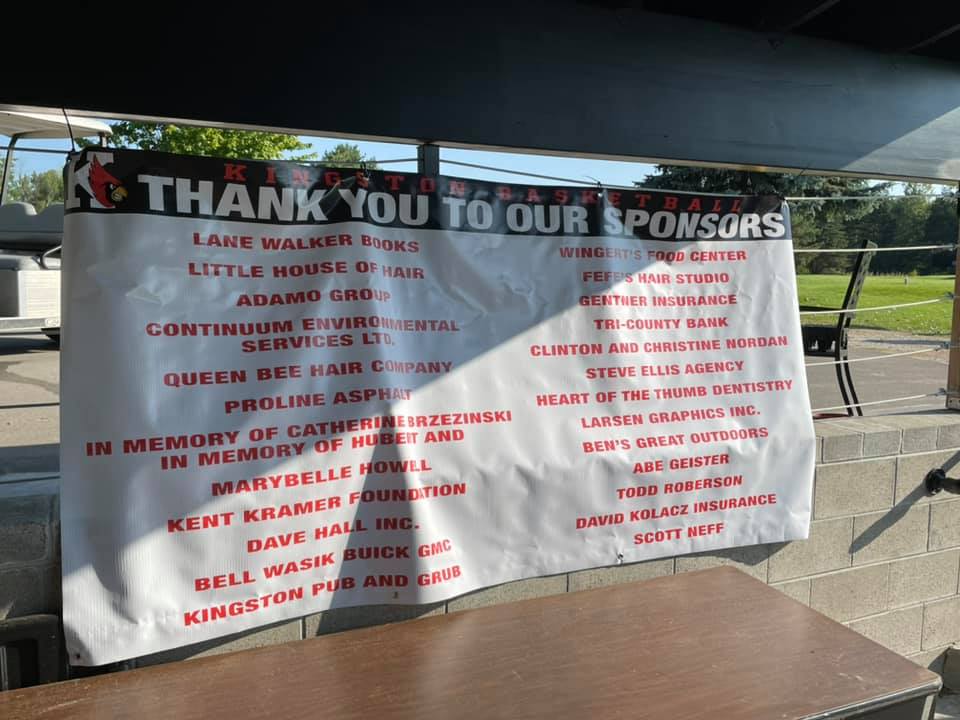 K
KINGSTON BASKETBALL
THANK YOU TO OUR SPONSORS
LANE WALKER BOOKS
LITTLE HOUSE OF HAIR
ADAMO GROUP
CONTINUUM ENVIRONMENTAL
SERVICES LTD.
QUEEN BEE HAIR COMPANY
PROLINE ASPHALT
IN MEMORY OF CATHERINE BRZEZINSKI
IN MEMORY OF HUBERT AND
MARYBELLE HOWELL
KENT KRAMER FOUNDATION
DAVE HALL INC.
BELL WASIK BUICK GMC
KINGSTON PUB AND GRUB
WINGERT'S FOOD CENTER
FEFE'S HAIR STUDIO
GENTNER INSURANCE
TRI-COUNTY BANK
CLINTON AND CHRISTINE NORDAN
STEVE ELLIS AGENCY
HEART OF THE THUMB DENTISTRY
LARSEN GRAPHICS INC.
BEN'S GREAT OUTDOORS
ABE GEISTER
TODD ROBERSON
DAVID KOLACZ INSURANCE
SCOTT NEFF